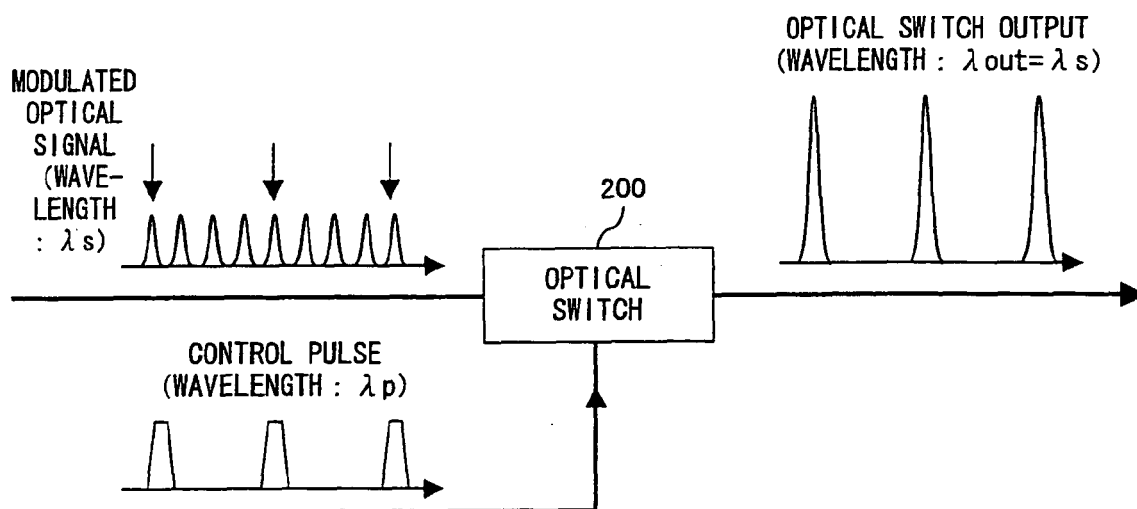 MODULATED
OPTICAL
SIGNAL
(WAVE-
LENGTH
: λs)
OPTICAL SWITCH OUTPUT
(WAVELENGTH : λout=λs)
200
OPTICAL
SWITCH
CONTROL PULSE
(WAVELENGTH : λp)